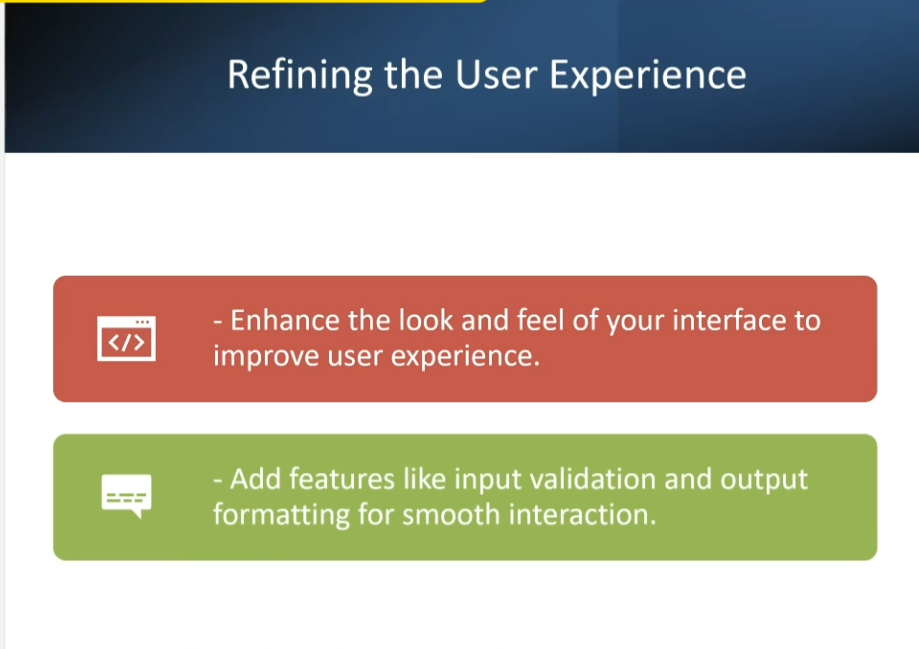 Refining the User Experience
- Enhance the look and feel of your interface to
improve user experience.
- Add features like input validation and output
formatting for smooth interaction.